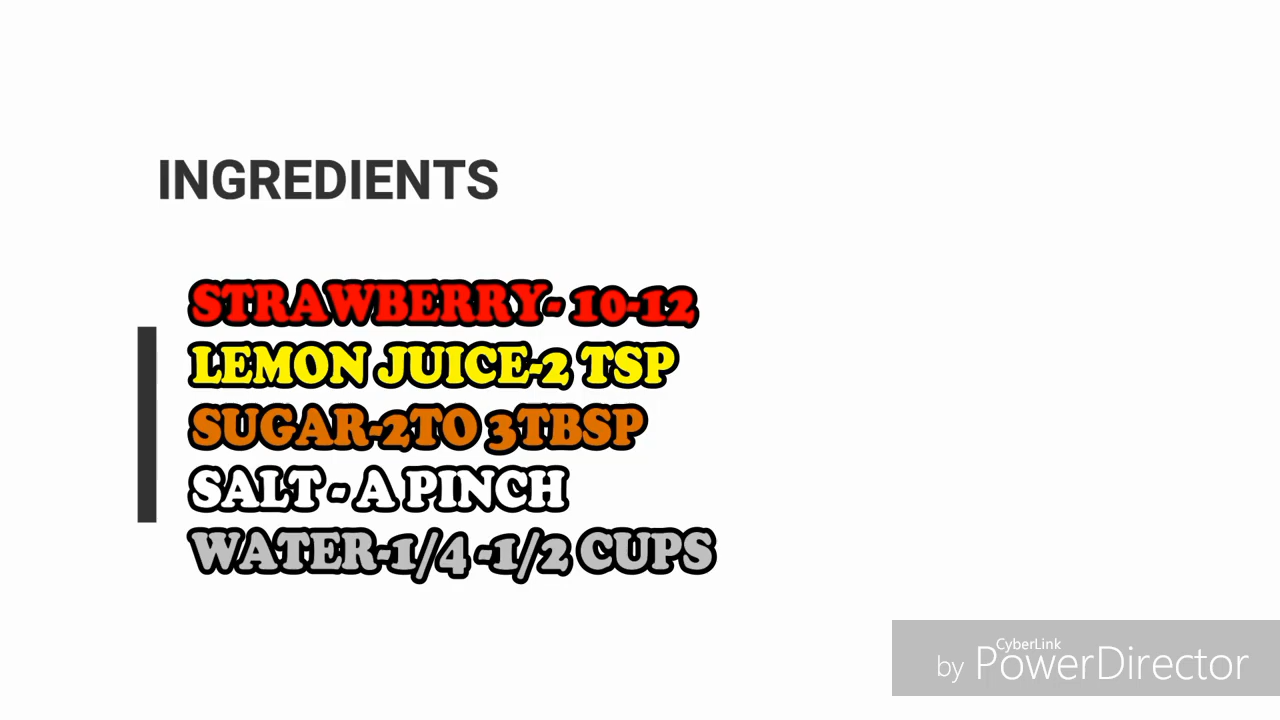 INGREDIENTS
STRAWBERRY- 10-12
LEMON JUICE-2 TSP
SUGAR-2TO 3TBSP
SALT - A PINCH
WATER-1/4 -1/2 CUPS
CyberLink
by PowerDirector